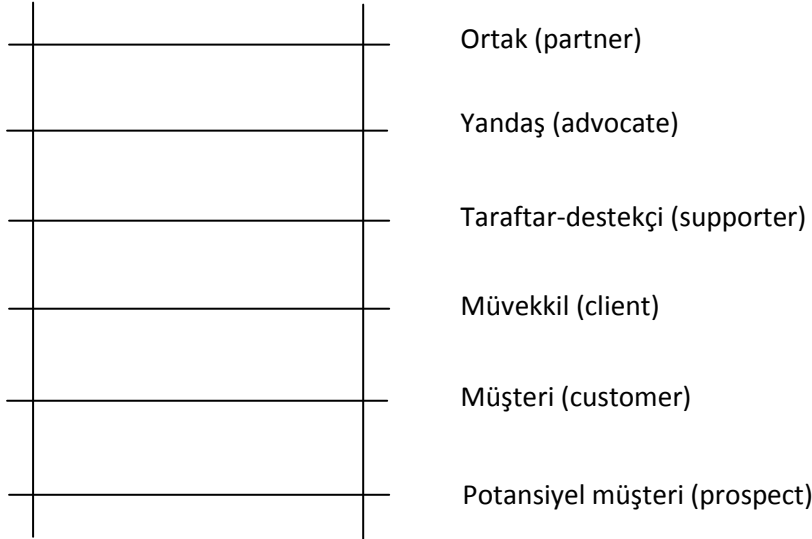 Ortak (partner)
Yandaş (advocate)
Taraftar-destekçi (supporter)
Müvekkil (client)
Müşteri (customer)
Potansiyel müşteri (prospect)